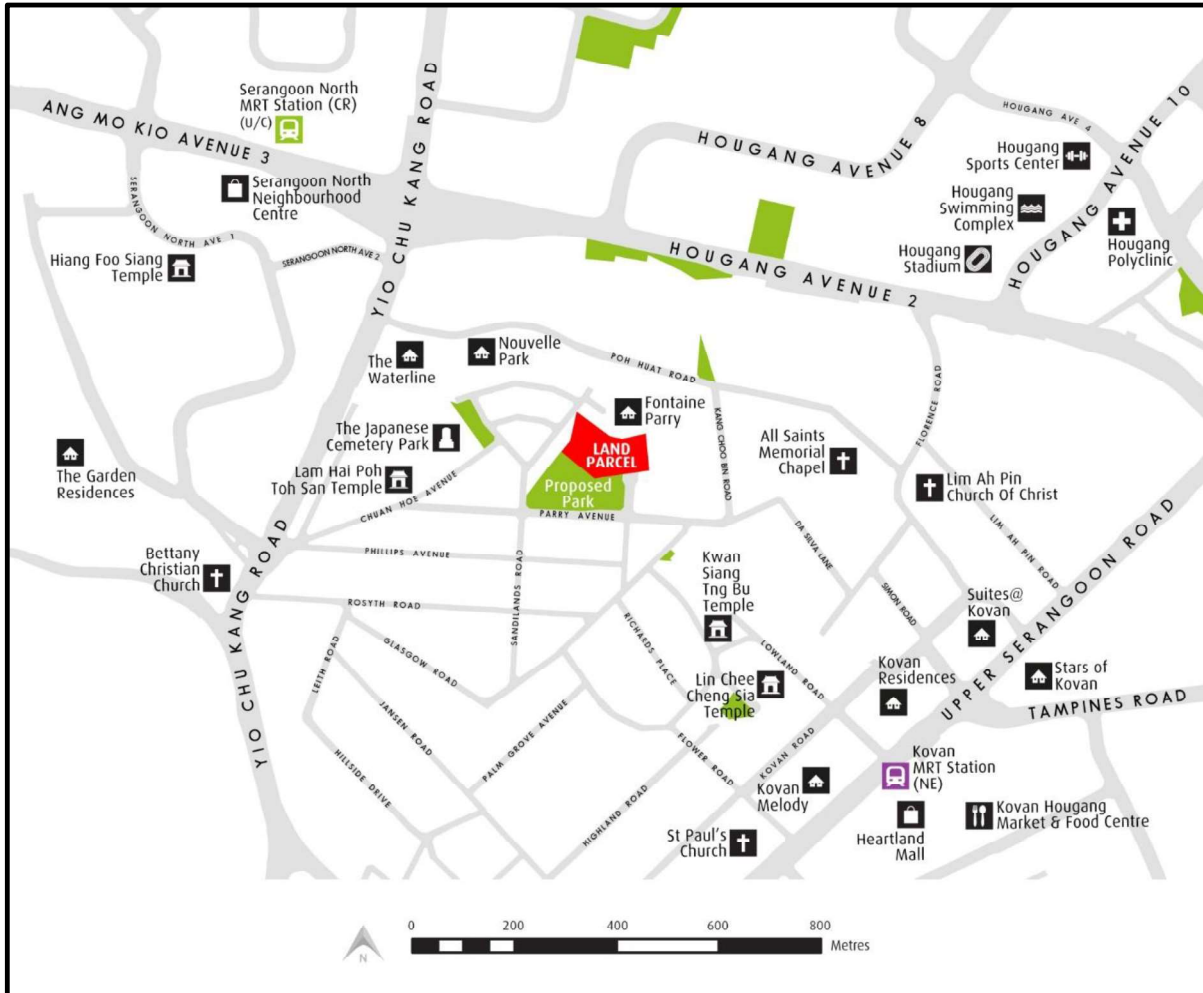 Serangoon North
MRT Station (CR)
(U/C)
ANG MO KIO AVENUE 3
YIO CHU KANG ROAD
HOUGANG AVENUE 8
HOUGANG AVE 4
HOUGANG AVENUE 10
Hougang
Sports Center
Hougang
Swimming
Complex
Hougang
Polyclinic
Hougang
Stadium
Serangoon North
Neighbourhood
Centre
SERANGOON NORTH AVE 1
Hiang Foo Siang
Temple
SERANGOON NORTH AVE 2
HOUGANG AVENUE 2
The
Waterline
Nouvelle
Park
POH HUAT ROAD
FLORENCE ROAD
Fontaine
Parry
KANG CHOO BIN ROAD
The Japanese
Cemetery Park
LAND
PARCEL
All Saints
Memorial
Chapel
The Garden
Residences
Lam Hai Poh
Toh San Temple
CHUAN HOE AVENUE
Proposed
Park
PARRY AVENUE
Lim Ah Pin
Church Of Christ
LIM AH PIN ROAD
DA SILVA LANE
SIMON ROAD
Bettany
Christian
Church
YIO CHU KANG ROAD
PHILLIPS AVENUE
ROSYTH ROAD
SANDILANDS ROAD
Kwan
Siang
Tng Bu
Temple
RICHARDS PLACE
LOWLAND ROAD
Suites@
Kovan
UPPER SERANGOON ROAD
LEITH ROAD
GLASGOW ROAD
Lin Chee
Cheng Sia
Temple
Kovan
Residences
Stars of
Kovan
TAMPINES ROAD
JANSEN ROAD
PALM GROVE AVENUE
HILLSIDE DRIVE
FLOWER ROAD
KOVAN ROAD
HIGHLAND ROAD
Kovan
MRT Station
(NE)
Kovan
Melody
St Paul's
Church
Heartland
Mall
Kovan Hougang
Market & Food Centre
N
0 200 400 600 800
Metres